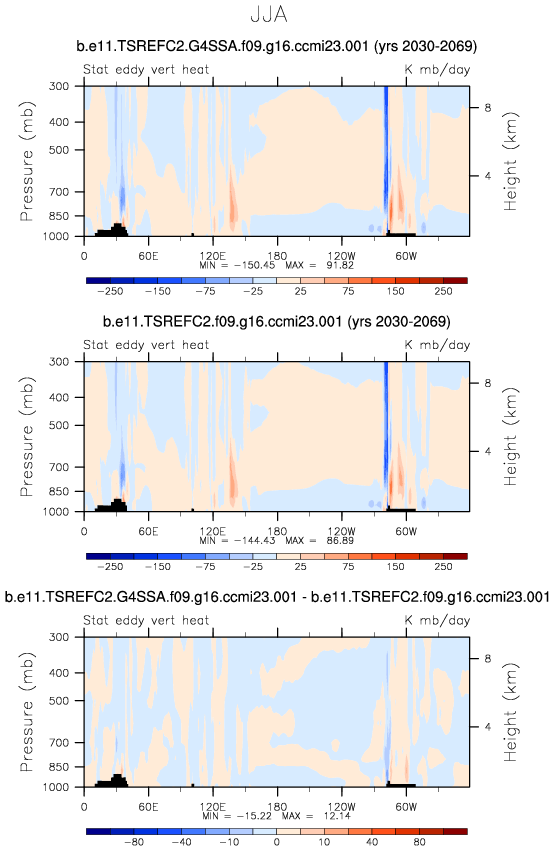 JJA
b.e11.TSREFC2.G4SSA.f09.g16.ccmi23.001 (yrs 2030-2069)
Stat eddy vert heat K mb/day
Pressure (mb)
Height (km)
300
400
500
700
850
1000
8
4
0 60E 120E 180 120W 60W
MIN = -150.45 MAX = 91.82
-250 -150 -75 -25 25 75 150 250
b.e11.TSREFC2.f09.g16.ccmi23.001 (yrs 2030-2069)
Stat eddy vert heat K mb/day
Pressure (mb)
Height (km)
300
400
500
700
850
1000
8
4
0 60E 120E 180 120W 60W
MIN = -144.43 MAX = 86.89
-250 -150 -75 -25 25 75 150 250
b.e11.TSREFC2.G4SSA.f09.g16.ccmi23.001 - b.e11.TSREFC2.f09.g16.ccmi23.001
Stat eddy vert heat K mb/day
Pressure (mb)
Height (km)
300
400
500
700
850
1000
8
4
0 60E 120E 180 120W 60W
MIN = -15.22 MAX = 12.14
-80 -40 -10 0 10 40 80